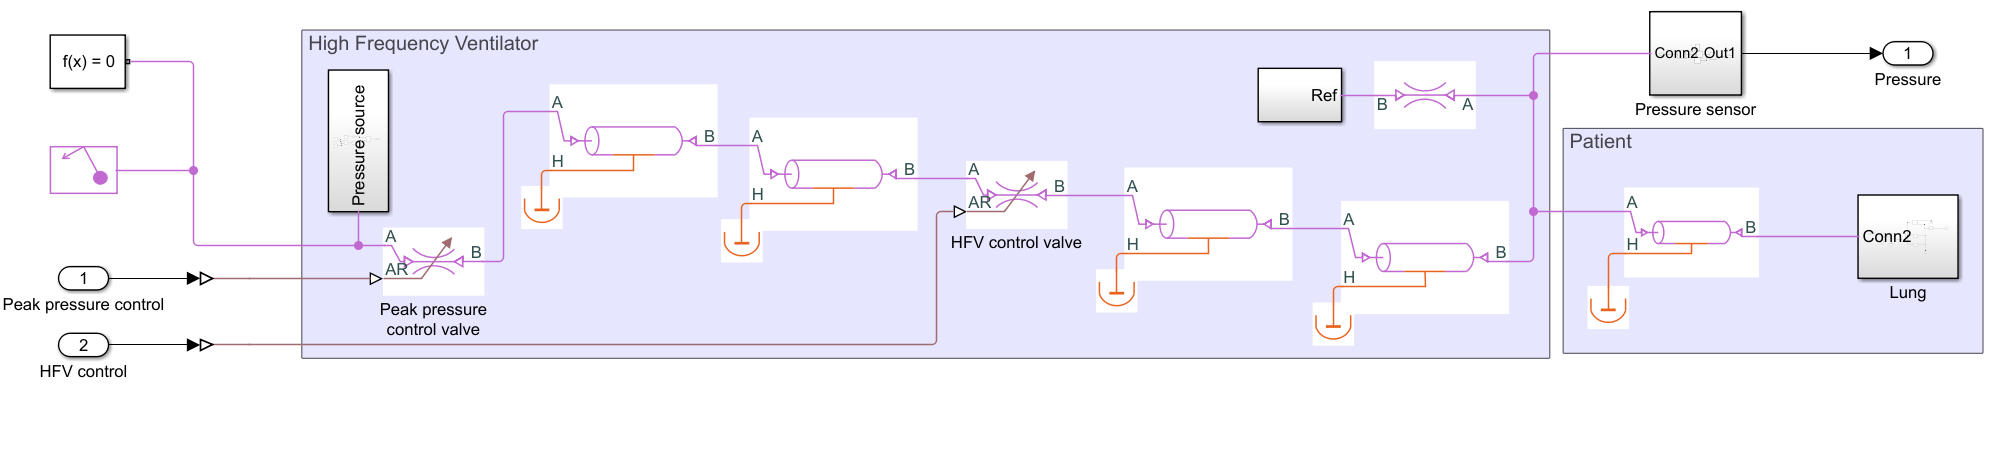 f(x) = 0
High Frequency Ventilator
Pressure source
A
B
H
A
B
H
A
AR
B
Peak pressure
control valve
1
Peak pressure control
2
HFV control
A
AR
B
HFV control valve
A
B
H
A
B
H
Ref
B
A
Conn2 Out1
Pressure sensor
1
Pressure
Patient
A
B
H
Conn2
Lung